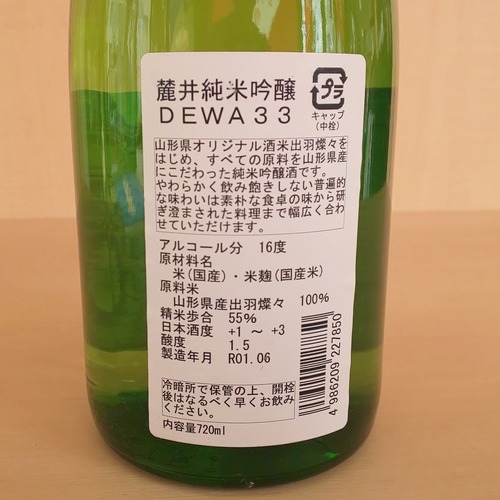 麓井純米吟醸
DEWA33
プラ
キャップ
(中栓)
山形県オリジナル酒米出羽燦々を
はじめ、すべての原料を山形県産
にこだわった純米吟醸酒です。
やわらかく飲み飽きしない普遍的
な味わいは素朴な食卓の味から研
ぎ澄まされた料理まで幅広く合わ
せていただけます。
アルコール分 16度
原材料名
米(国産)・米麹(国産米)
原料米
山形県産出羽燦々 100%
精米歩合 55%
日本酒度 +1 ~ +3
酸度 1.5
製造年月 R01.06
4 986209 227850
冷暗所で保管の上、開栓
後はなるべく早くお飲み
ください。
内容量720ml